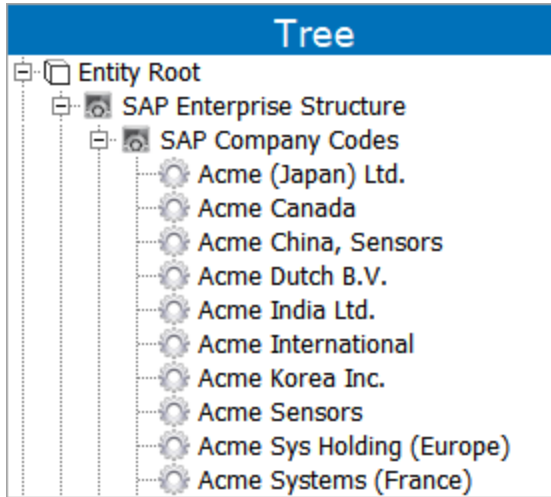 Tree
Entity Root
SAP Enterprise Structure
SAP Company Codes
Acme (Japan) Ltd.
Acme Canada
Acme China, Sensors
Acme Dutch B.V.
Acme India Ltd.
Acme International
Acme Korea Inc.
Acme Sensors
Acme Sys Holding (Europe)
Acme Systems (France)